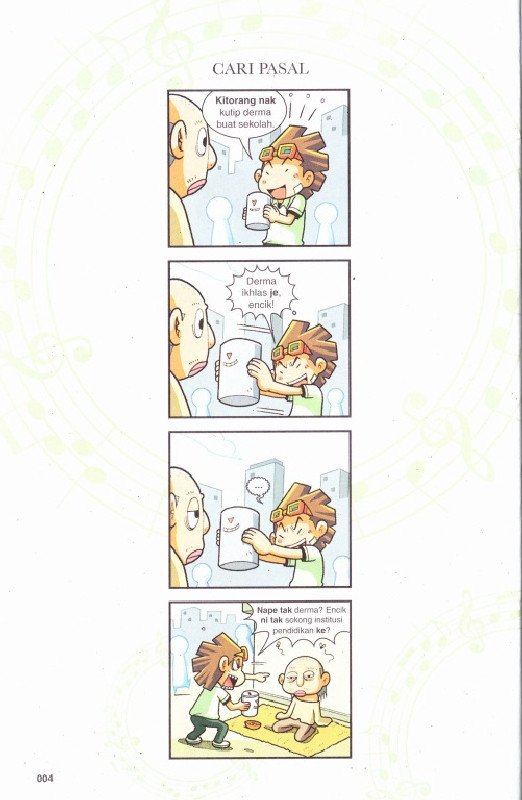 CARI PASAL
Kitorang nak
kutip derma
buat sekolah..
Derma
ikhlas je,
encik!
...
Nape tak derma? Encik
ni tak sokong institusi
pendidikan ke?
004